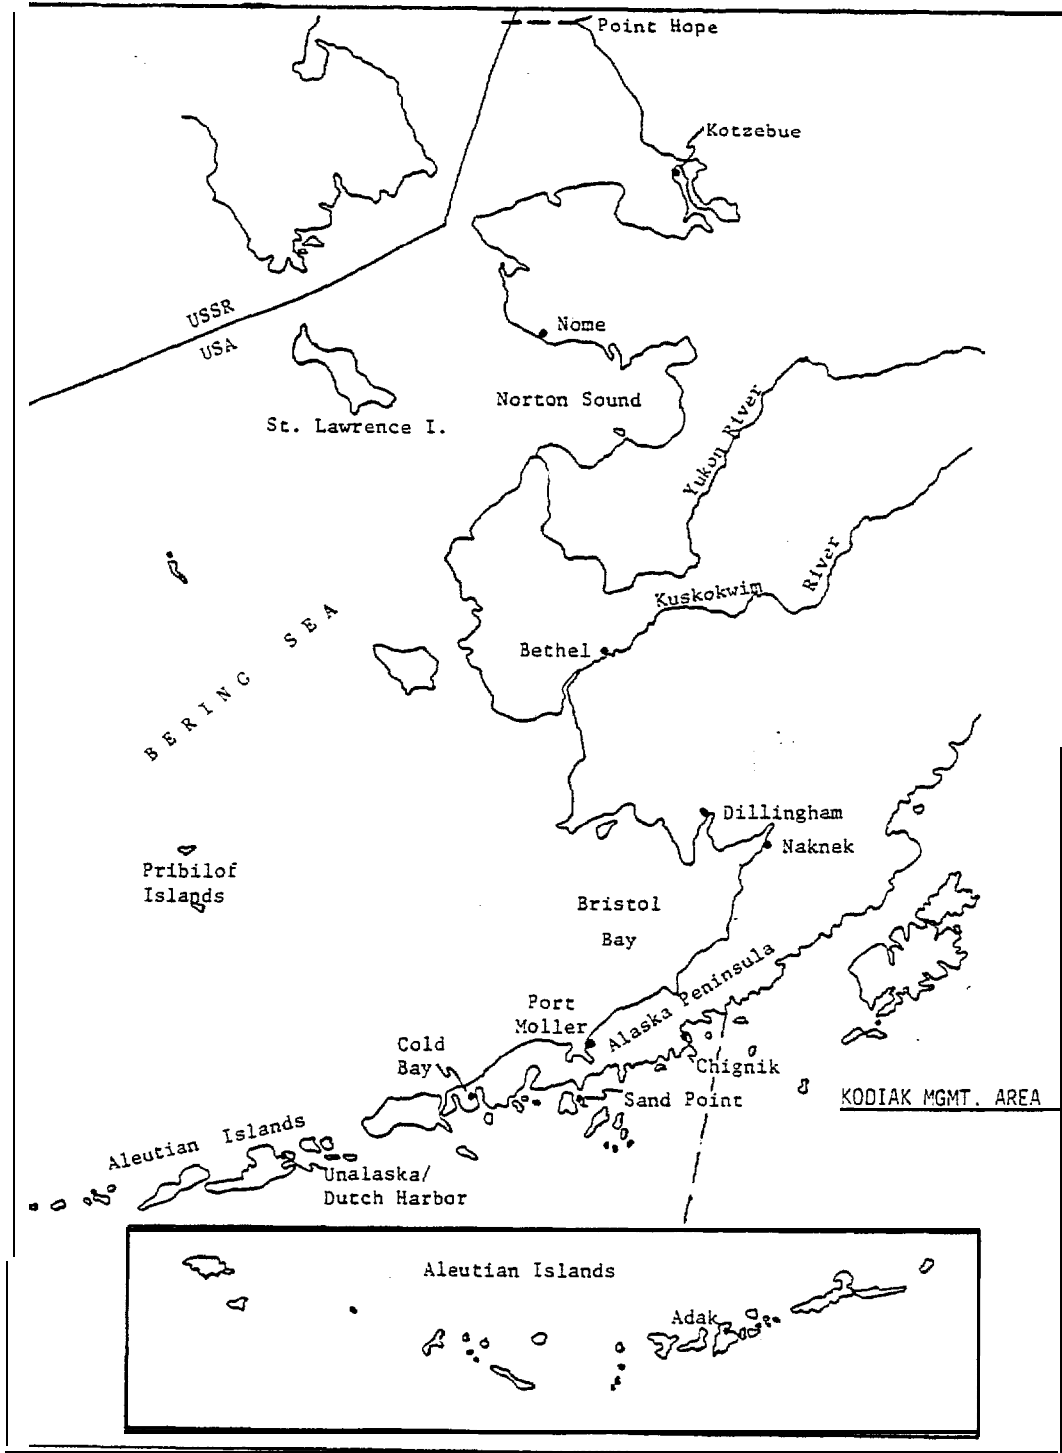 Point Hope
Kotzebue
USSR
USA
Nome
Norton Sound
St. Lawrence I.
Yukon River
Kuskokwim River
BERING SEA
Bethel
Dillingham
Naknek
Pribilof
Islands
Bristol
Bay
Alaska Peninsula
Port
Moller
Cold
Bay
Chignik
Sand Point
KODIAK MGMT. AREA
Aleutian Islands
Unalaska/
Dutch Harbor
Aleutian Islands
Adak